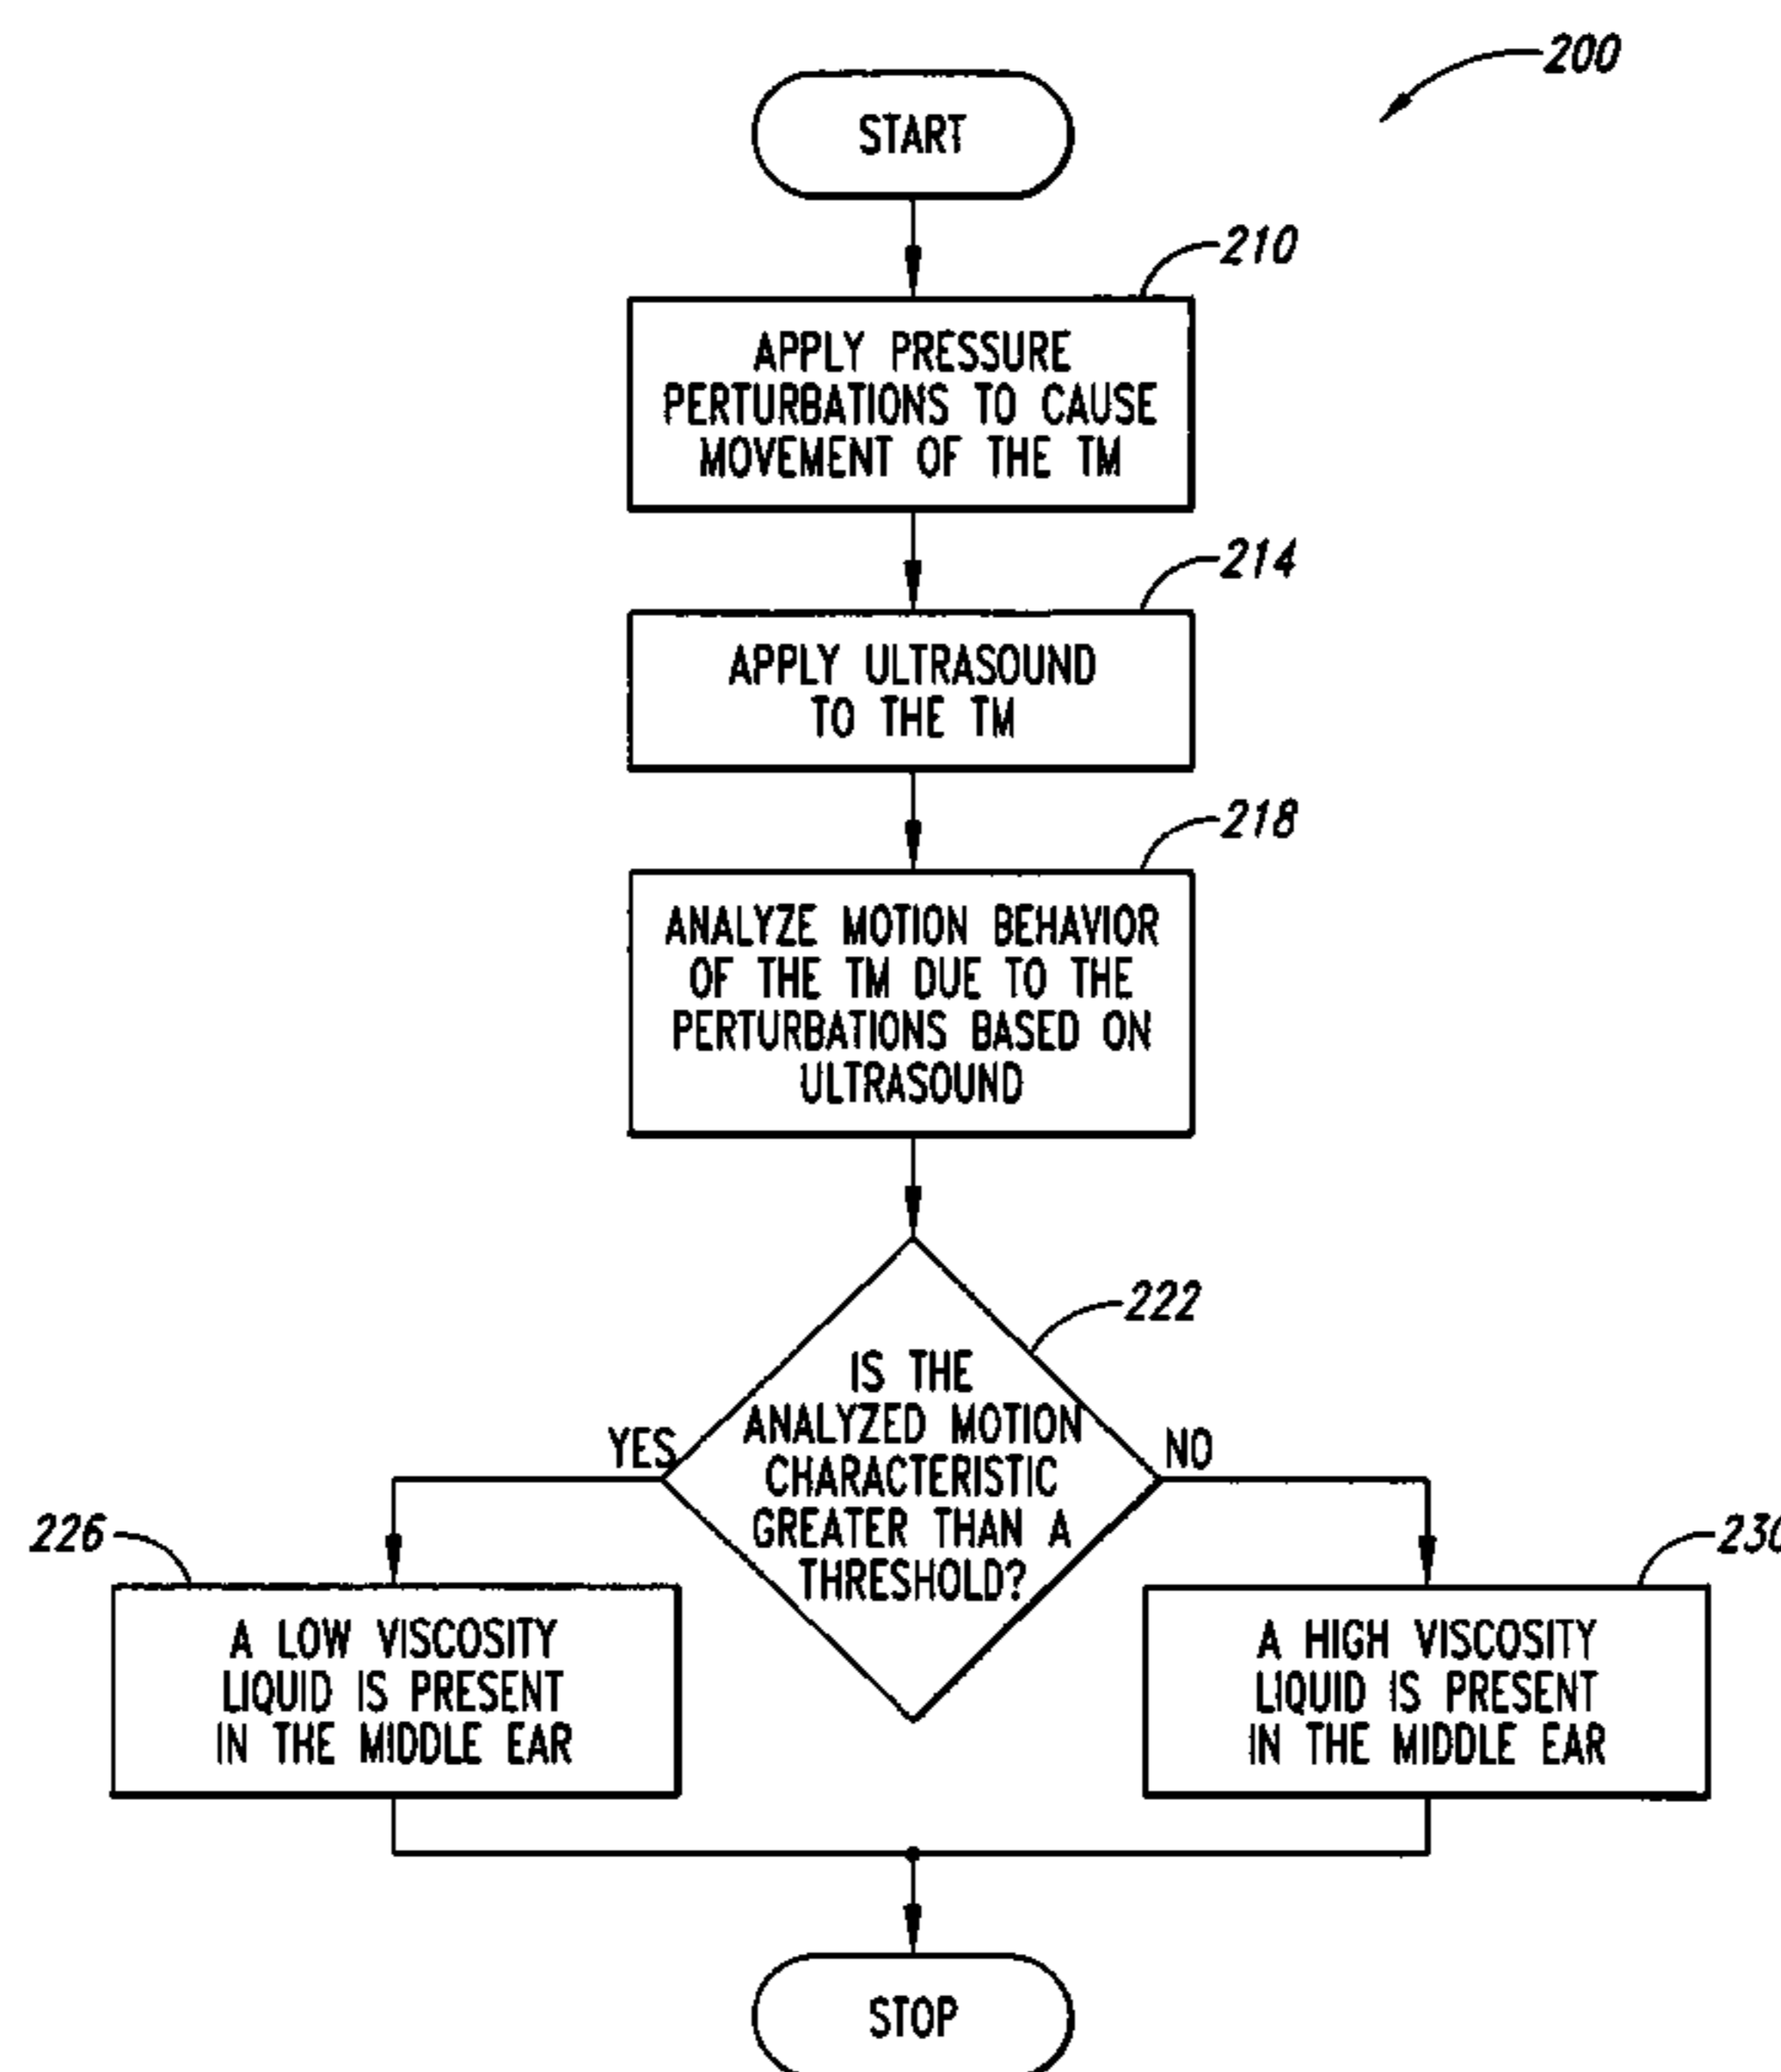 200
START
210
APPLY PRESSURE
PERTURBATIONS TO CAUSE
MOVEMENT OF THE TM
214
APPLY ULTRASOUND
TO THE TM
218
ANALYZE MOTION BEHAVIOR
OF THE TM DUE TO THE
PERTURBATIONS BASED ON
ULTRASOUND
222
IS THE
ANALYZED MOTION
CHARACTERISTIC
GREATER THAN A
THRESHOLD?
YES
NO
226
A LOW VISCOSITY
LIQUID IS PRESENT
IN THE MIDDLE EAR
230
A HIGH VISCOSITY
LIQUID IS PRESENT
IN THE MIDDLE EAR
STOP